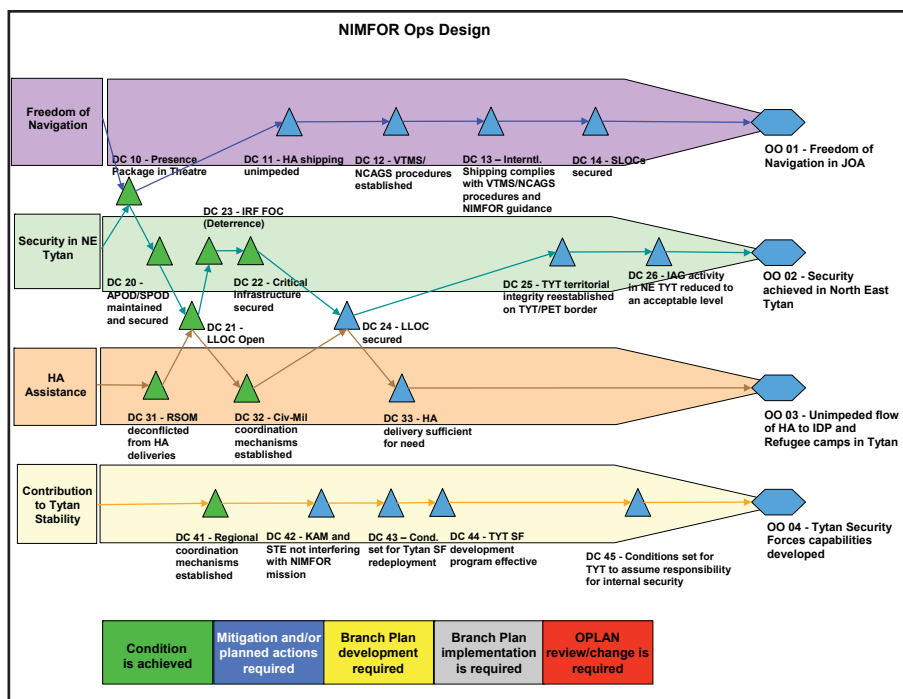 NIMFOR Ops Design
Freedom of
Navigation
DC 10 - Presence
Package in Theatre
DC 11 - HA shipping
unimpeded
DC 12 - VTMS/
NCAGS procedures
established
DC 13 – Interntl.
Shipping complies
with VTMS/NCAGS
procedures and
NIMFOR guidance
DC 14 - SLOCs
secured
OO 01 - Freedom of
Navigation in JOA
Security in NE
Tytan
DC 23 - IRF FOC
(Deterrence)
DC 20 -
APOD/SPOD
maintained
and secured
DC 22 - Critical
Infrastructure
secured
DC 21 -
LLOC Open
DC 24 - LLOC
secured
DC 25 - TYT territorial
integrity reestablished
on TYT/PET border
DC 26 - IAG activity
in NE TYT reduced to
an acceptable level
OO 02 - Security
achieved in North East
Tytan
HA
Assistance
DC 31 - RSOM
deconflicted
from HA
deliveries
DC 32 - Civ-Mil
coordination
mechanisms
established
DC 33 - HA
delivery sufficient
for need
OO 03 - Unimpeded flow
of HA to IDP and
Refugee camps in Tytan
Contribution
to Tytan
Stability
DC 41 - Regional
coordination
mechanisms
established
DC 42 - KAM and
STE not interfering
with NIMFOR
mission
DC 43 – Cond.
set for Tytan SF
redeployment
DC 44 - TYT SF
development
program effective
DC 45 - Conditions set for
TYT to assume responsibility
for internal security
OO 04 - Tytan Security
Forces capabilities
developed
Condition
is achieved
Mitigation and/or
planned actions
required
Branch Plan
development
required
Branch Plan
implementation
is required
OPLAN
review/change is
required